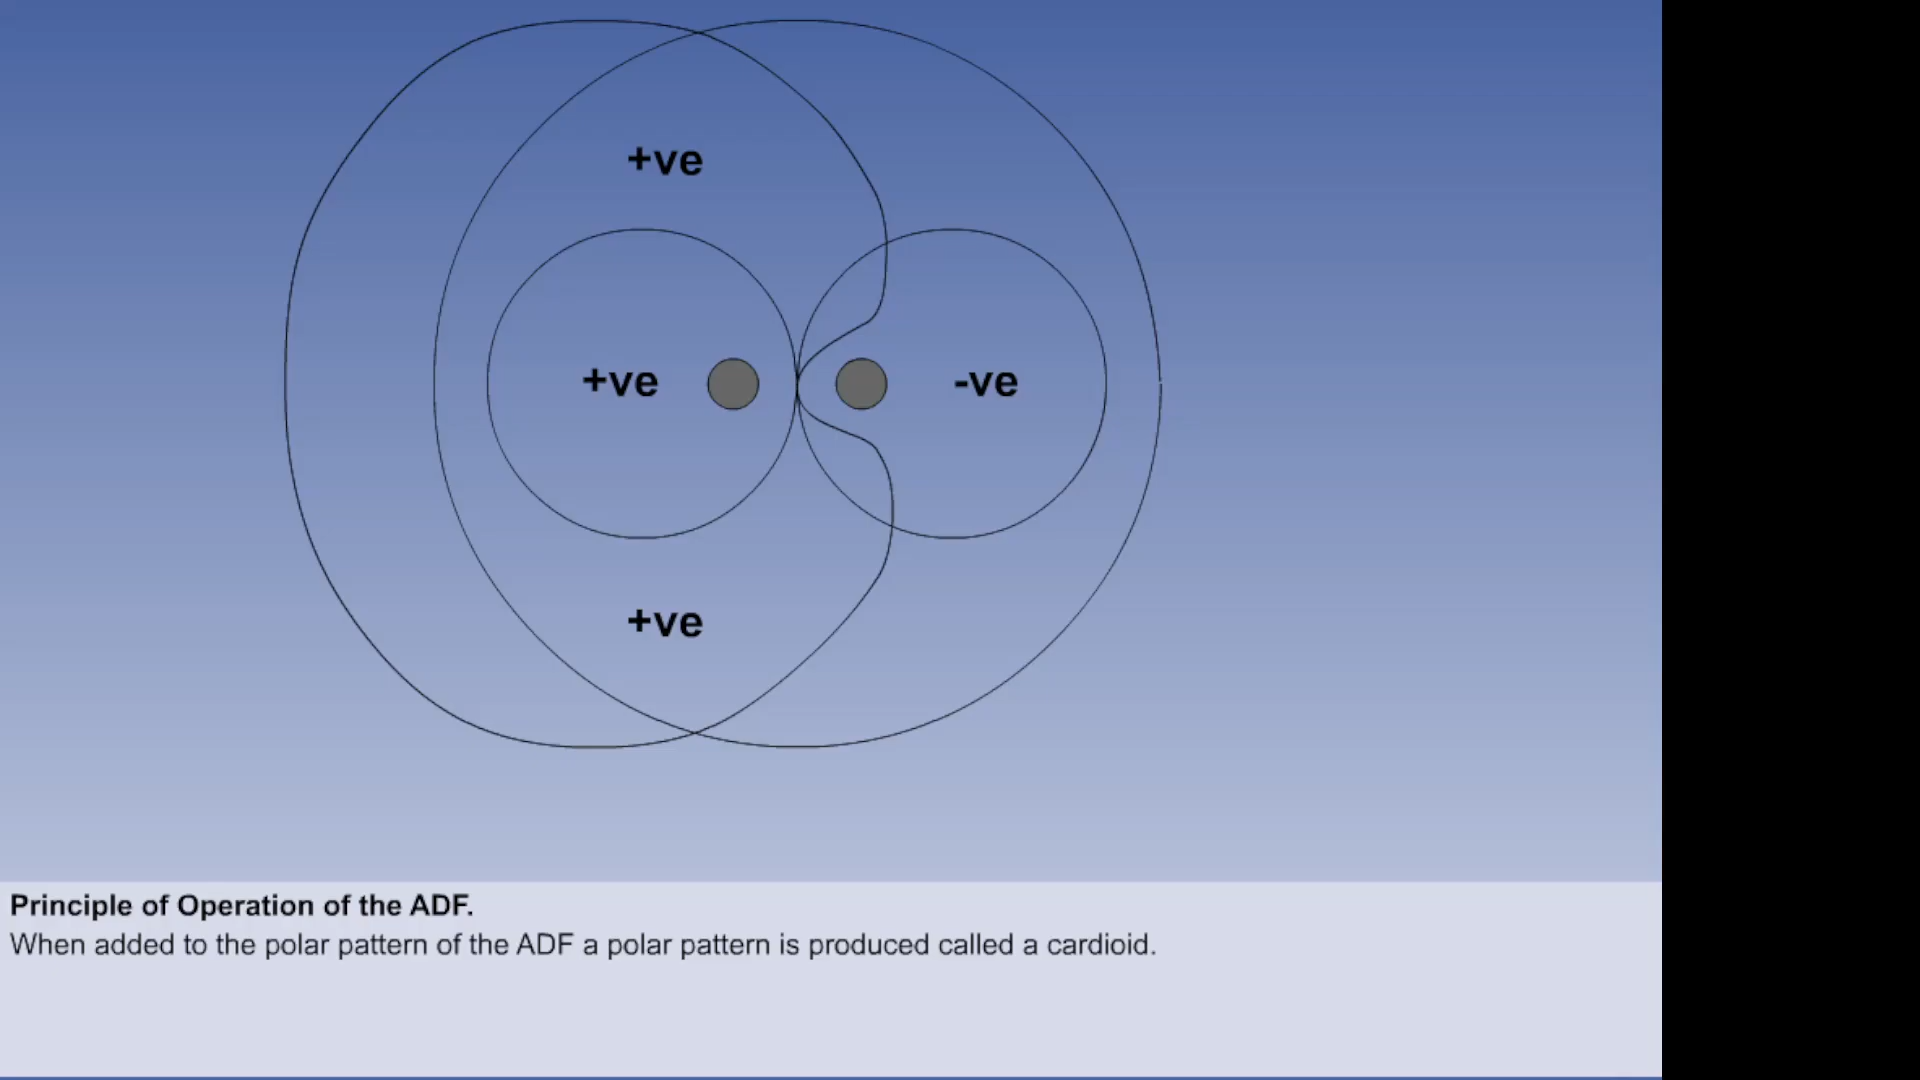 +ve
+ve
-ve
+ve
Principle of Operation of the ADF.
When added to the polar pattern of the ADF a polar pattern is produced called a cardioid.